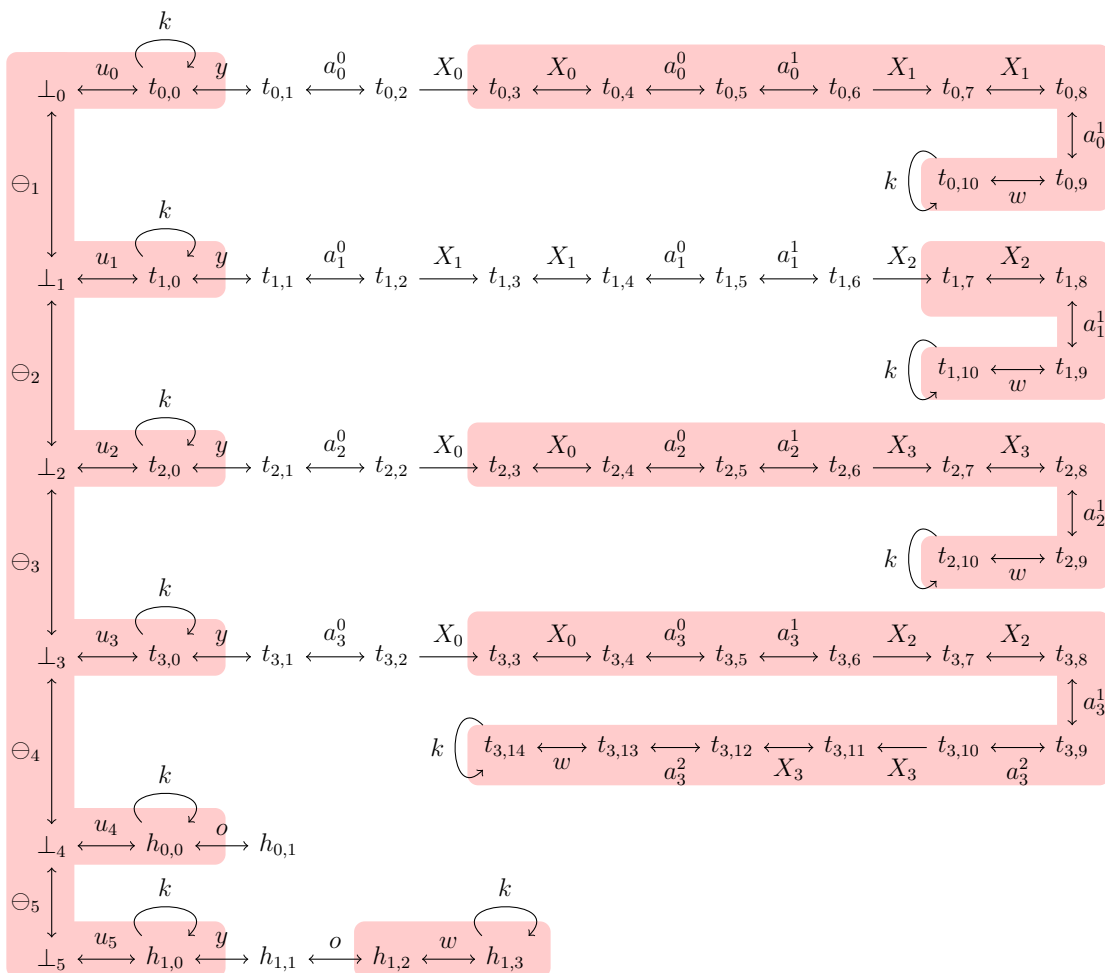 k
⊥₀ u₀ t₀,₀ y t₀,₁ a₀⁰ t₀,₂ X₀ t₀,₃ X₀ t₀,₄ a₀⁰ t₀,₅ a₀¹ t₀,₆ X₁ t₀,₇ X₁ t₀,₈
a₀¹
⊖₁ k t₀,₁₀ w t₀,₉
k
⊥₁ u₁ t₁,₀ y t₁,₁ a₁⁰ t₁,₂ X₁ t₁,₃ X₁ t₁,₄ a₁⁰ t₁,₅ a₁¹ t₁,₆ X₂ t₁,₇ X₂ t₁,₈
a₁¹
⊖₂ k t₁,₁₀ w t₁,₉
k
⊥₂ u₂ t₂,₀ y t₂,₁ a₂⁰ t₂,₂ X₀ t₂,₃ X₀ t₂,₄ a₂⁰ t₂,₅ a₂¹ t₂,₆ X₃ t₂,₇ X₃ t₂,₈
a₂¹
⊖₃ k t₂,₁₀ w t₂,₉
k
⊥₃ u₃ t₃,₀ y t₃,₁ a₃⁰ t₃,₂ X₀ t₃,₃ X₀ t₃,₄ a₃⁰ t₃,₅ a₃¹ t₃,₆ X₂ t₃,₇ X₂ t₃,₈
a₃¹
⊖₄ k t₃,₁₄ w t₃,₁₃ a₃² t₃,₁₂ X₃ t₃,₁₁ X₃ t₃,₁₀ a₃² t₃,₉
k
⊥₄ u₄ h₀,₀ o h₀,₁
⊖₅ k k
⊥₅ u₅ h₁,₀ y h₁,₁ o h₁,₂ w h₁,₃